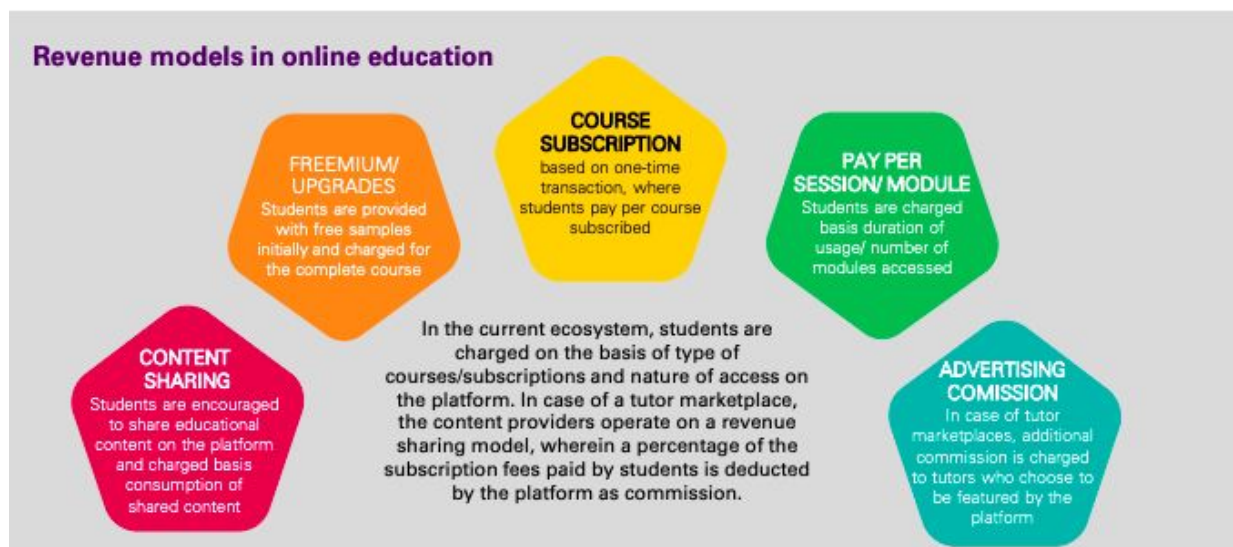 Revenue models in online education
CONTENT
SHARING
Students are encouraged
to share educational
content on the platform
and charged basis
consumption of
shared content
FREEMIUM/
UPGRADES
Students are provided
with free samples
initially and charged for
the complete course
COURSE
SUBSCRIPTION
based on one-time
transaction, where
students pay per course
subscribed
PAY PER
SESSION/ MODULE
Students are charged
basis duration of
usage/ number of
modules accessed
ADVERTISING
COMISSION
In case of tutor
marketplaces, additional
commission is charged
to tutors who choose to
be featured by the
platform
In the current ecosystem, students are
charged on the basis of type of
courses/subscriptions and nature of access on
the platform. In case of a tutor marketplace,
the content providers operate on a revenue
sharing model, wherein a percentage of the
subscription fees paid by students is deducted
by the platform as commission.